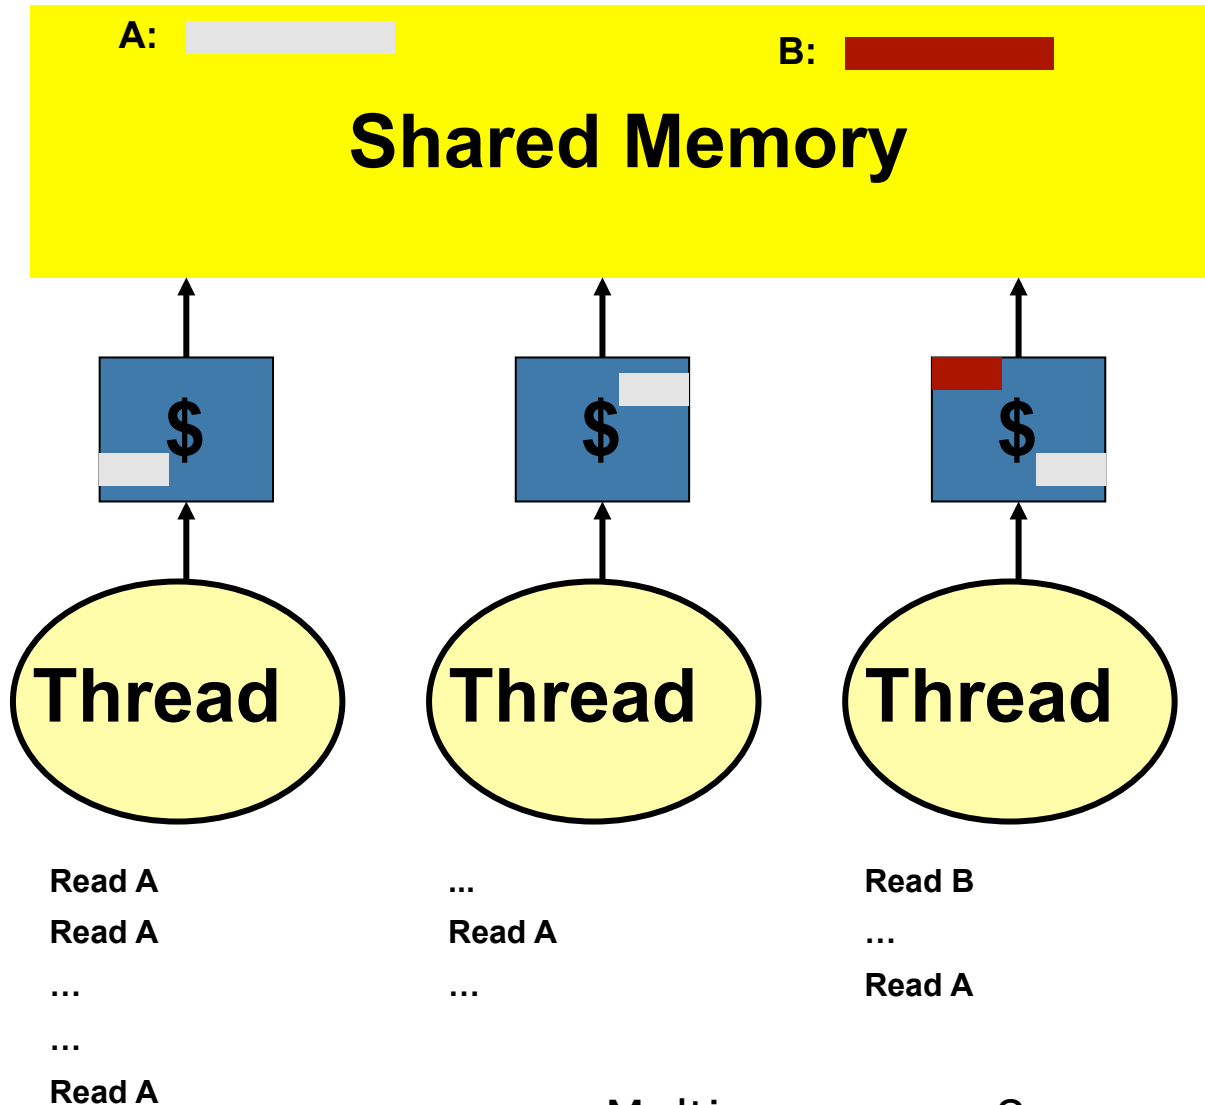 A:
B:
Shared Memory
$ $ $
Thread Thread Thread
Read A ... Read B
Read A Read A …
… … Read A
…
Read A